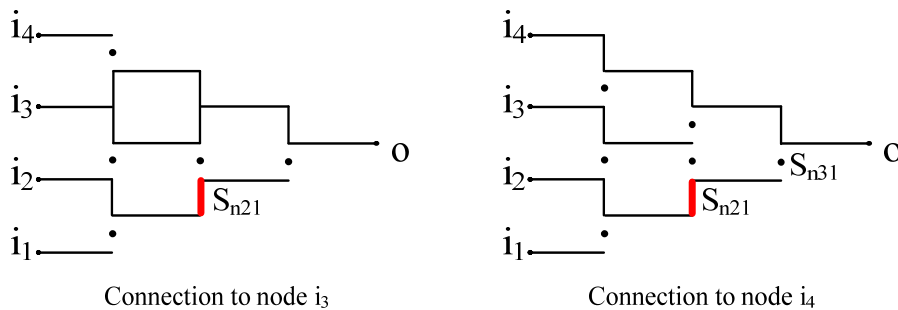 i4
i3
i2
i1
Sn21
o
Connection to node i3
i4
i3
i2
i1
Sn21
Sn31
o
Connection to node i4